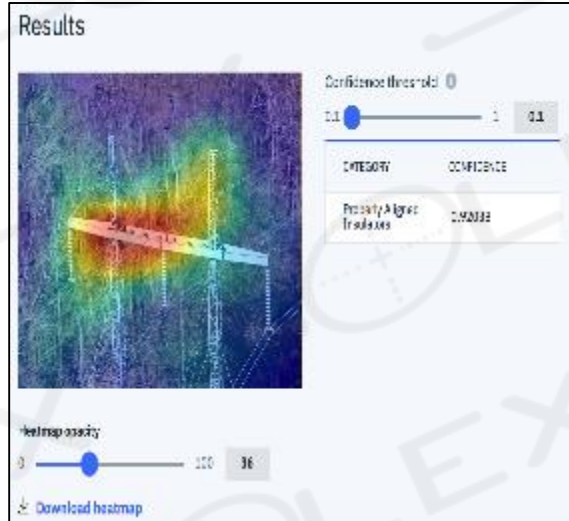 Results
Confidence threshold
0.1
1
0.1
CATEGORY
CONFIDENCE
Properly Aligned
Insulators
Heatmap opacity
0
100
36
Download heatmap